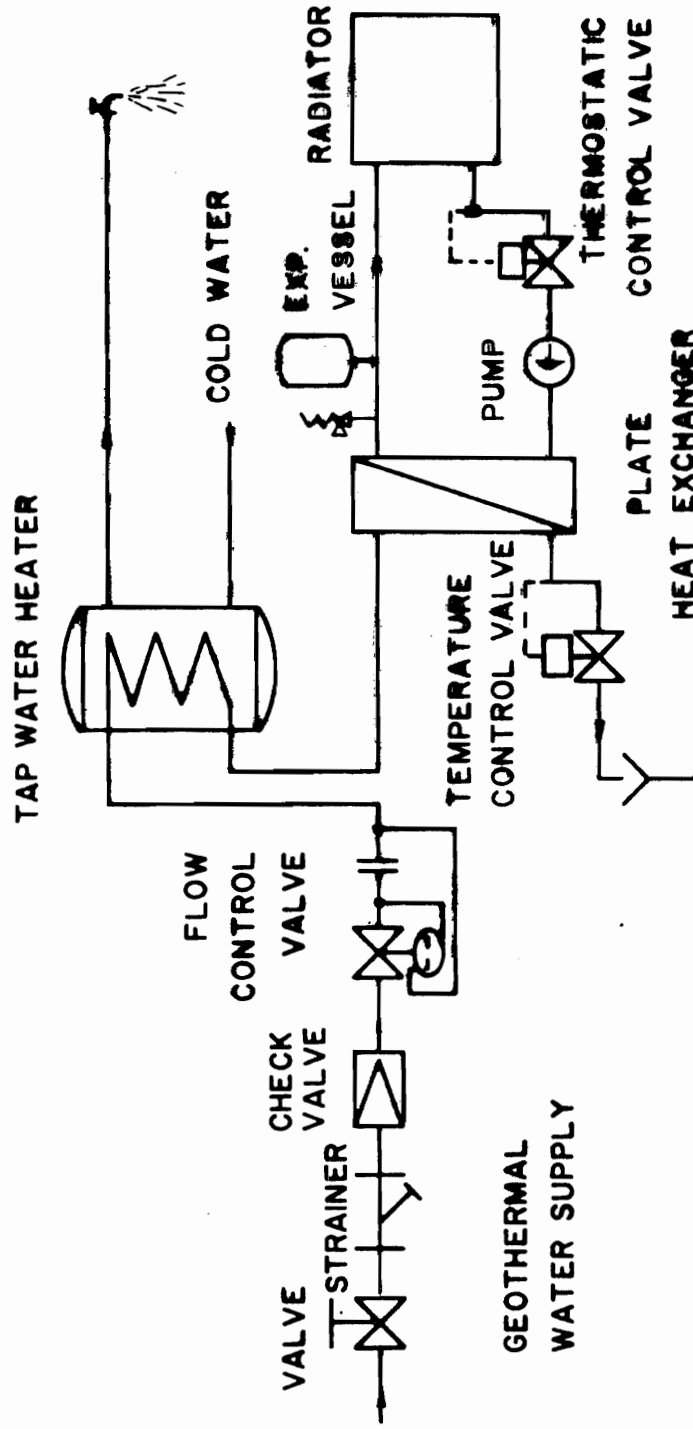 TAP WATER HEATER
COLD WATER
RADIATOR
EXP.
VESSEL
FLOW
CONTROL
VALVE
CHECK
VALVE
STRAINER
VALVE
GEOTHERMAL
WATER SUPPLY
TEMPERATURE
CONTROL VALVE
PUMP
PLATE
HEAT EXCHANGER
THERMOSTATIC
CONTROL VALVE